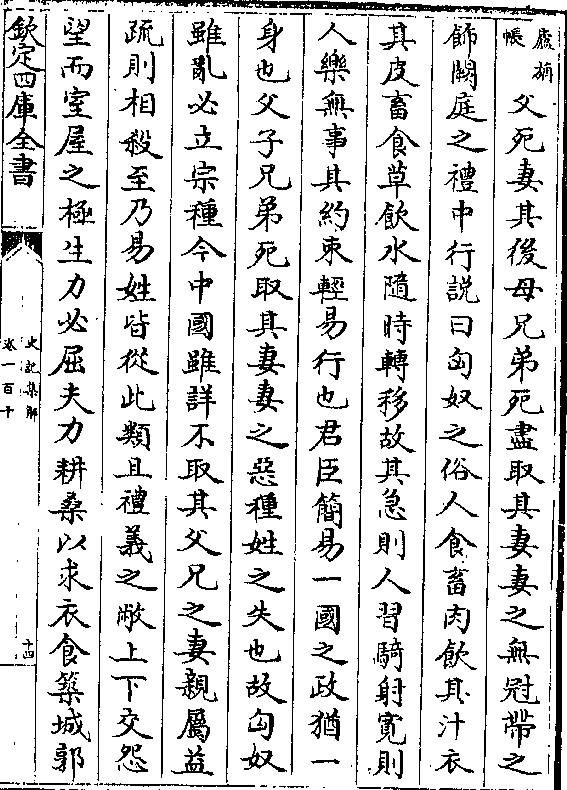 廬旃
帳
父死妻其後母兄弟死盡取其妻妻之無冠帶之
飾闕庭之禮中行説曰匈奴之俗人食畜肉飲其汁衣
其皮畜食草飲水隨時轉移故其急則人習騎射寛則
人樂無事其約束輕易行也君臣簡易一國之政猶一
身也父子兄弟死取其妻妻之惡種姓之失也故匈奴
雖亂必立宗種今中國雖詳不取其父兄之妻親屬益
疏則相殺至乃易姓皆從此類且禮義之敝上下交怨
望而室屋之極生力必屈夫力耕桑以求衣食築城郭
欽定四庫全書
史記集解
卷一百十
十四